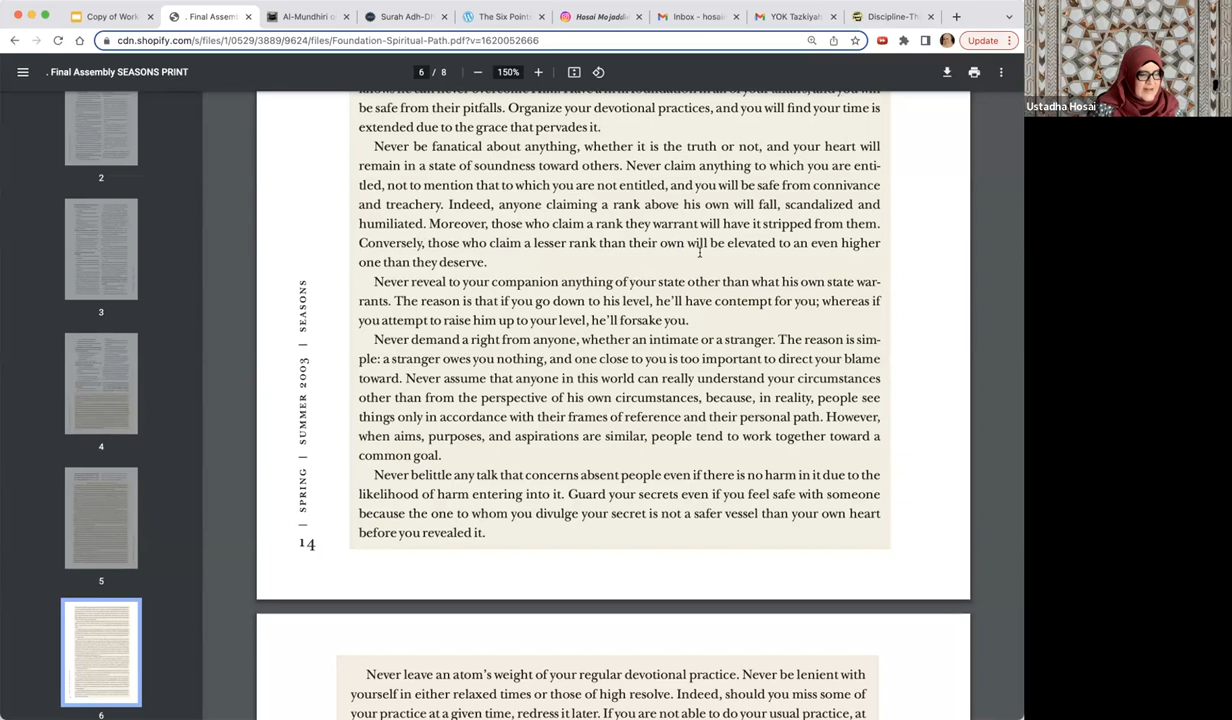 Copy of Work
. Final Assemb
Al-Mundhiri o
Surah Adh-Dh
The Six Points
Hosai Mojaddic
Inbox - hosain
YOK Tazkiyah
Discipline-Thi
cdn.shopify.com/s/files/1/0529/3889/9624/files/Foundation-Spiritual-Path.pdf?v=1620052666
Update
. Final Assembly SEASONS PRINT
6 / 8
150%
Ustadha Hosai
be safe from their pitfalls. Organize your devotional practices, and you will find your time is
extended due to the grace that pervades it.
Never be fanatical about anything, whether it is the truth or not, and your heart will
remain in a state of soundness toward others. Never claim anything to which you are enti-
tled, not to mention that to which you are not entitled, and you will be safe from connivance
and treachery. Indeed, anyone claiming a rank above his own will fall, scandalized and
humiliated. Moreover, those who claim a rank they warrant will have it stripped from them.
Conversely, those who claim a lesser rank than their own will be elevated to an even higher
one than they deserve.
Never reveal to your companion anything of your state other than what his own state war-
rants. The reason is that if you go down to his level, he'll have contempt for you; whereas if
you attempt to raise him up to your level, he'll forsake you.
Never demand a right from anyone, whether an intimate or a stranger. The reason is sim-
ple: a stranger owes you nothing, and one close to you is too important to direct your blame
toward. Never assume that anyone in this world can really understand your circumstances
other than from the perspective of his own circumstances, because, in reality, people see
things only in accordance with their frames of reference and their personal path. However,
when aims, purposes, and aspirations are similar, people tend to work together toward a
common goal.
Never belittle any talk that concerns absent people even if there is no harm in it due to the
likelihood of harm entering into it. Guard your secrets even if you feel safe with someone
because the one to whom you divulge your secret is not a safer vessel than your own heart
before you revealed it.
14 | SPRING | SUMMER 2003 | SEASONS
Never leave an atom's weight of your regular devotional practice. Never be lenient with
yourself in either relaxed times or those of high resolve. Indeed, should you miss some of
your practice at a given time, redress it later. If you are not able to do your usual practice, at
2
3
4
5
6